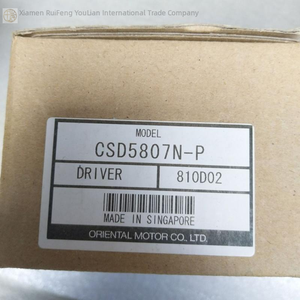 Xiamen RuiFeng YouLian International Trade Company
MODEL
CSD5807N-P
DRIVER 810D02
MADE IN SINGAPORE
ORIENTAL MOTOR CO., LTD.